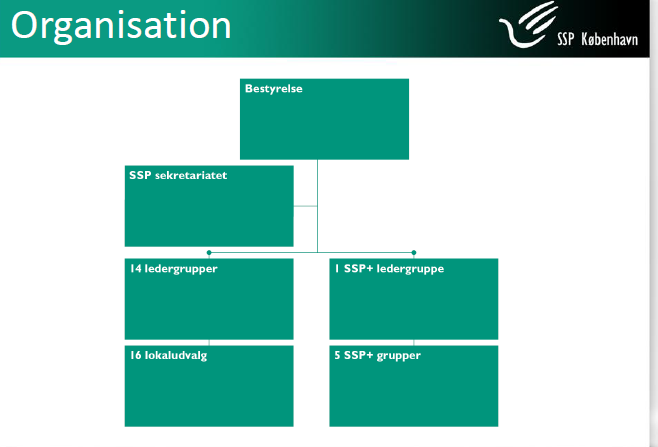 Organisation
SSP København
Bestyrelse
SSP sekretariatet
14 ledergrupper
1 SSP+ ledergruppe
16 lokaludvalg
5 SSP+ grupper